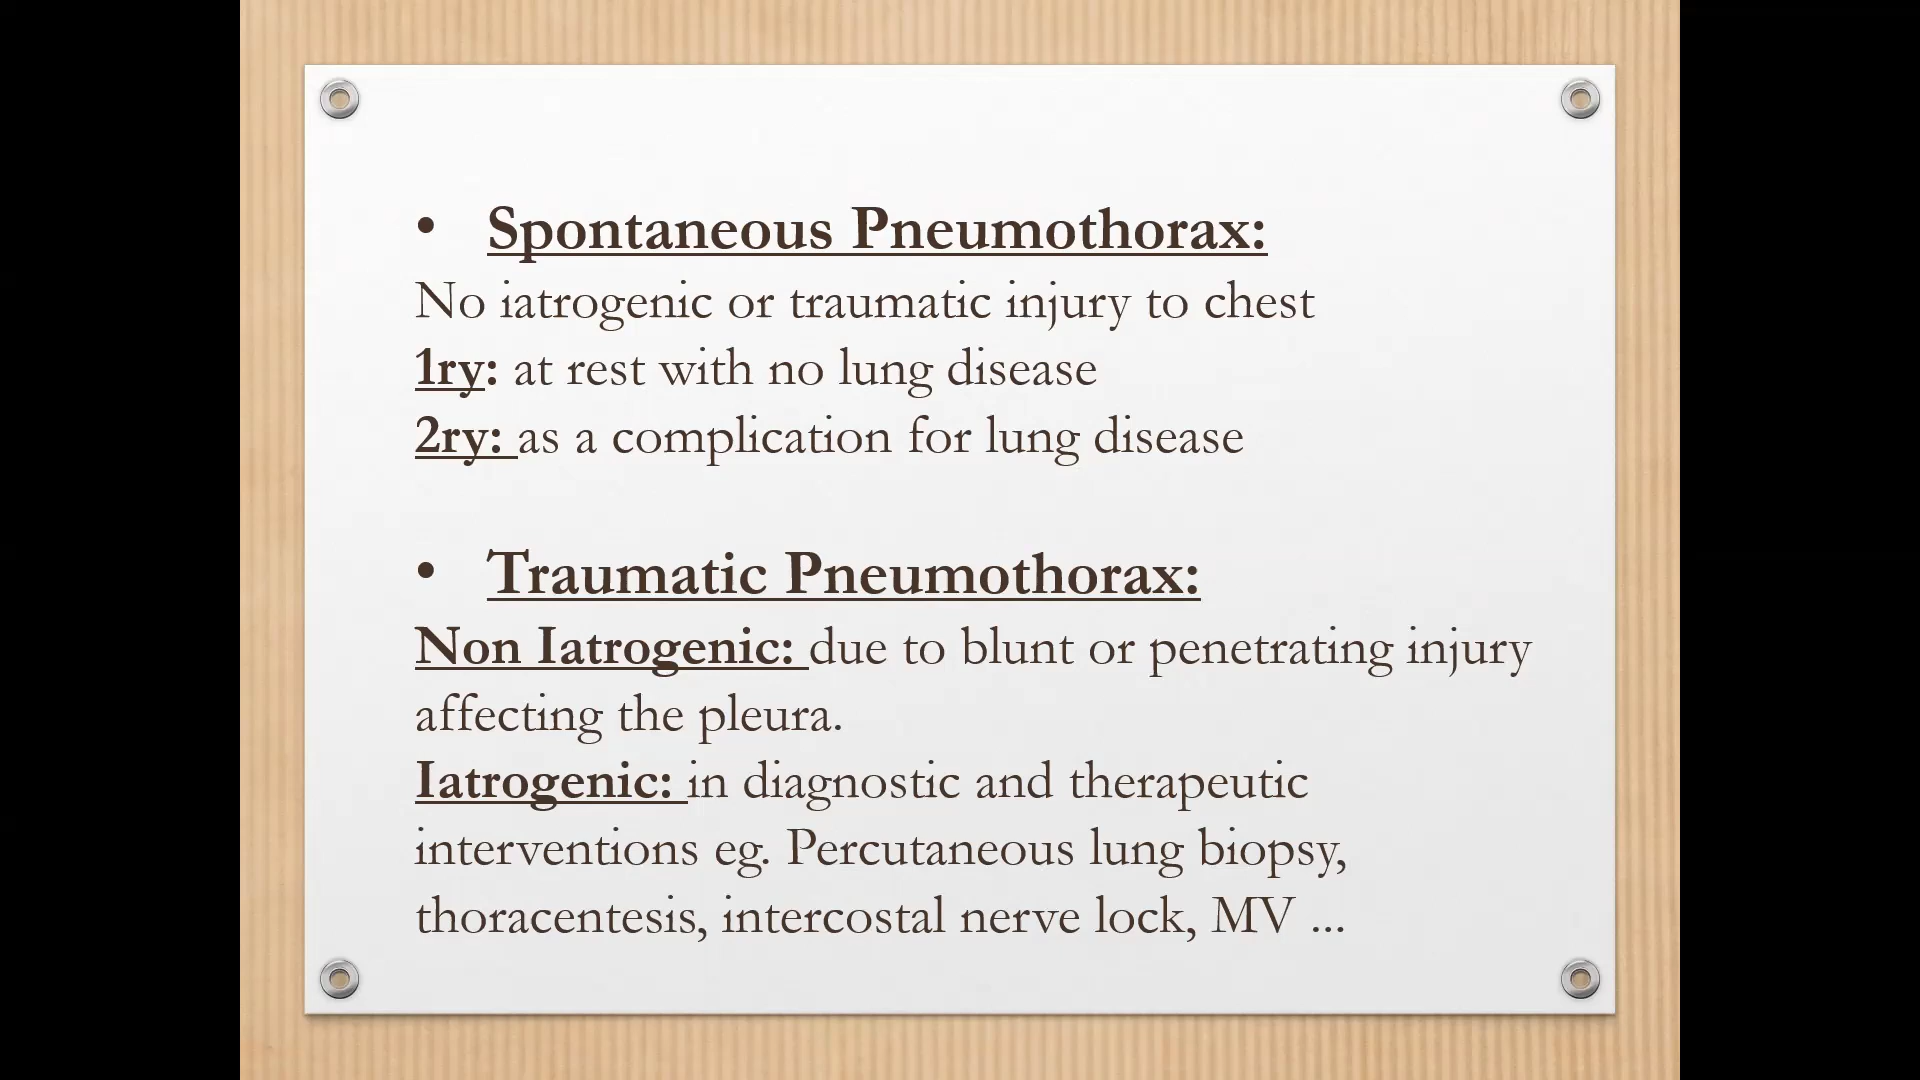 • Spontaneous Pneumothorax:
No iatrogenic or traumatic injury to chest
1ry: at rest with no lung disease
2ry: as a complication for lung disease
• Traumatic Pneumothorax:
Non Iatrogenic: due to blunt or penetrating injury
affecting the pleura.
Iatrogenic: in diagnostic and therapeutic
interventions eg. Percutaneous lung biopsy,
thoracentesis, intercostal nerve lock, MV ...